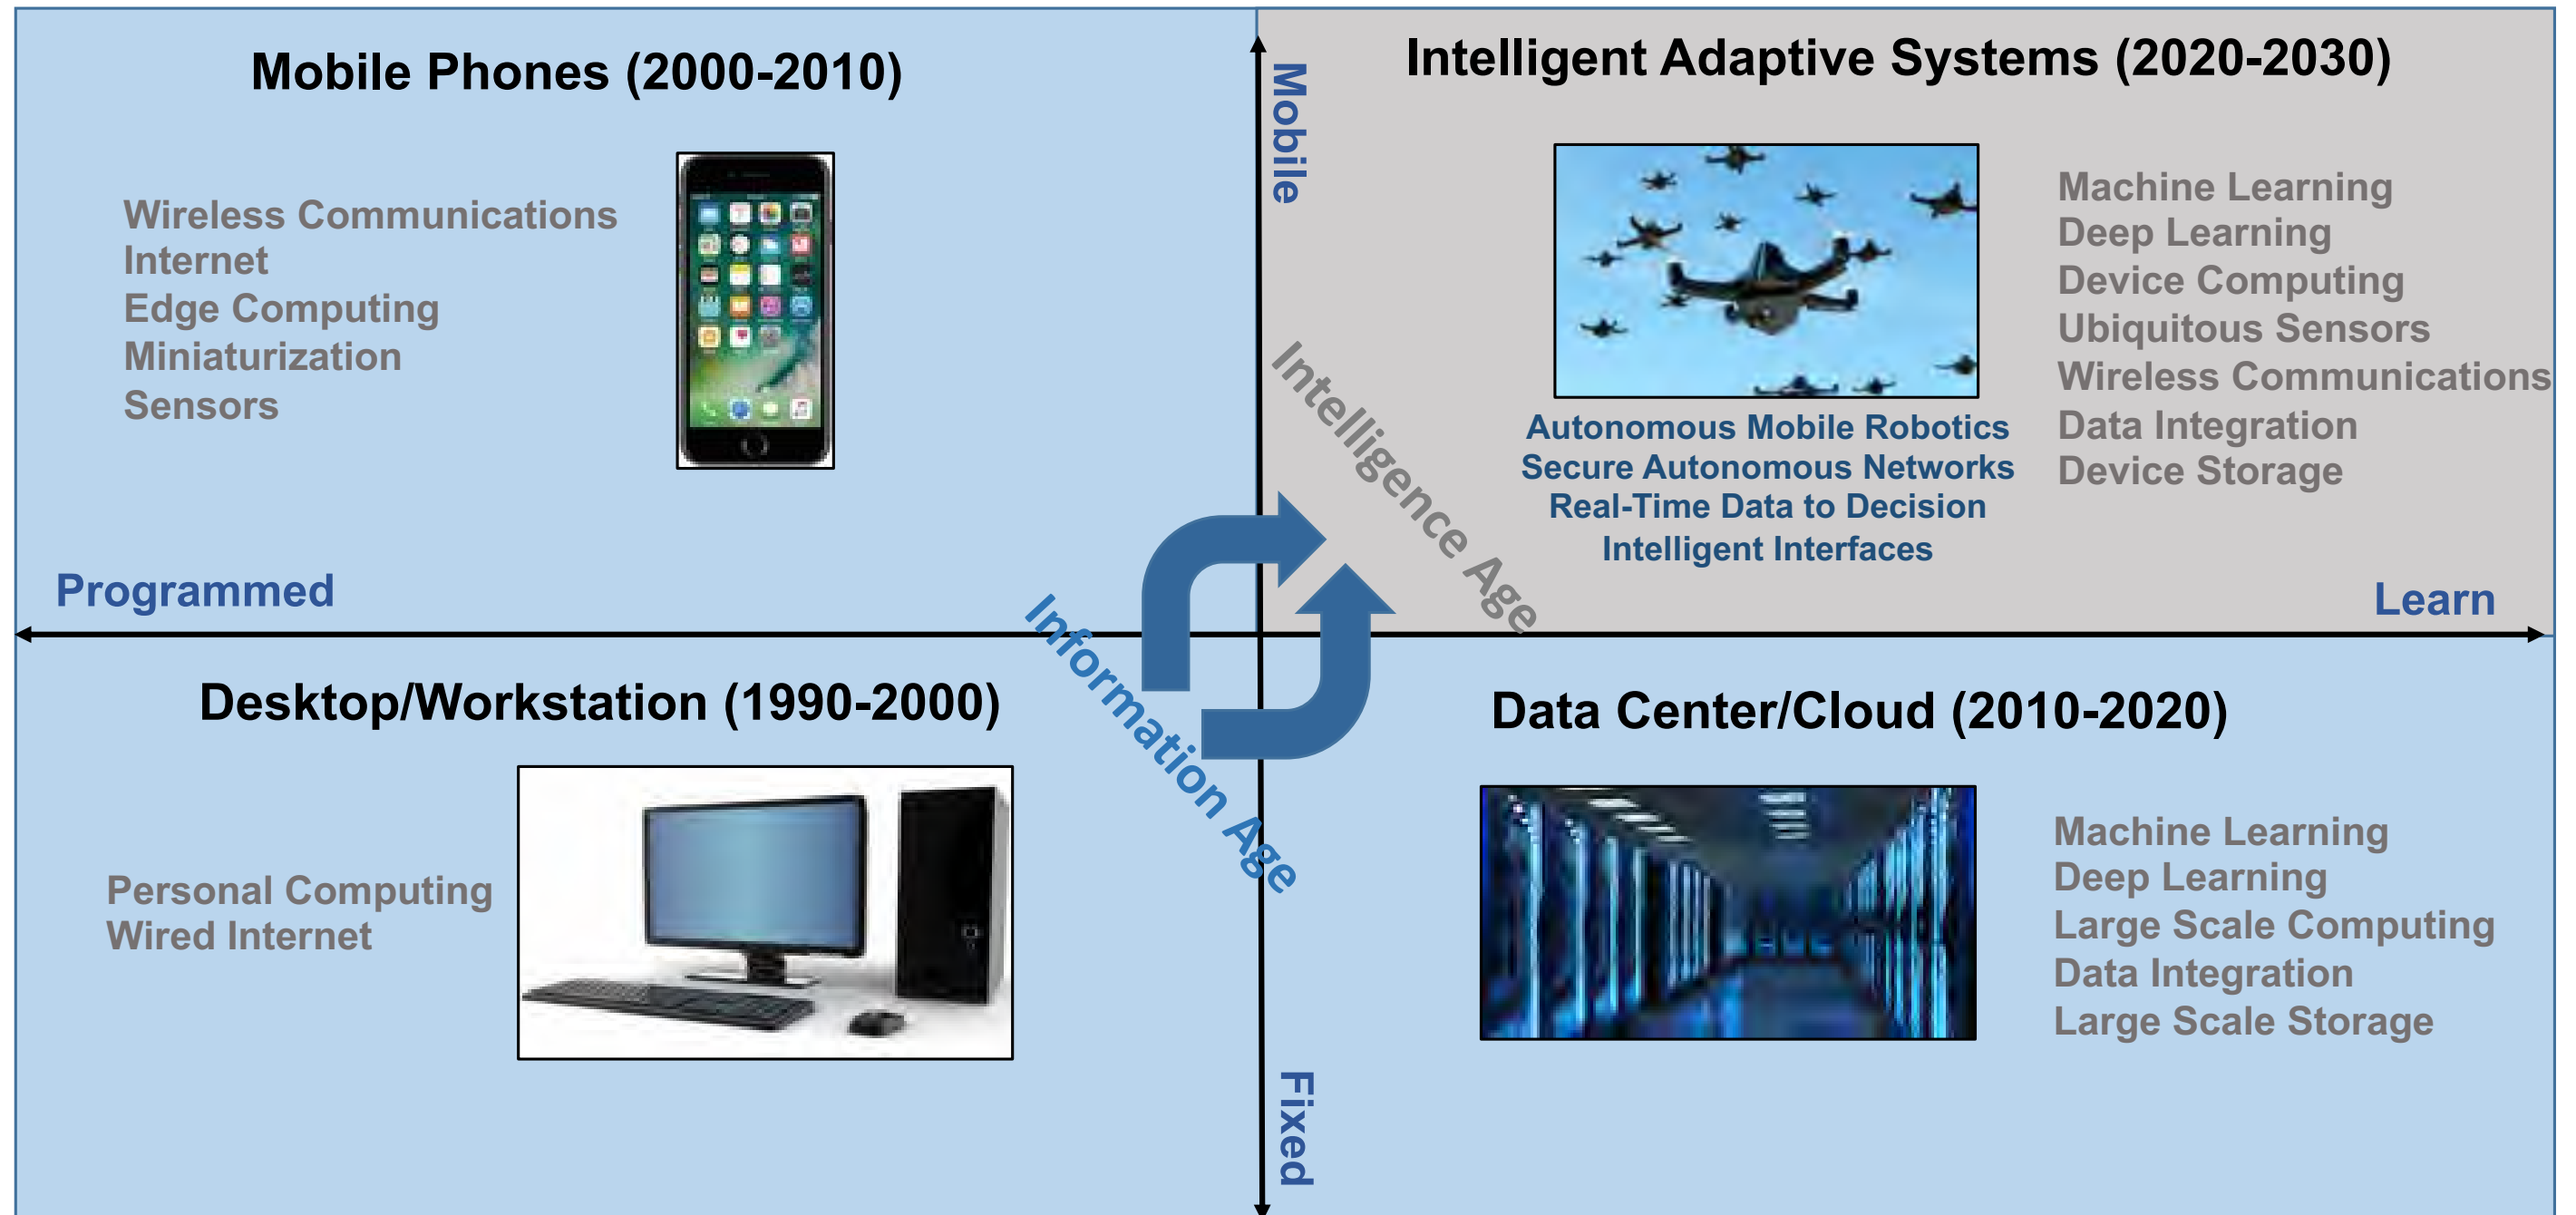 Mobile Phones (2000-2010)
Wireless Communications
Internet
Edge Computing
Miniaturization
Sensors
Mobile
Intelligent Adaptive Systems (2020-2030)
Machine Learning
Deep Learning
Device Computing
Ubiquitous Sensors
Wireless Communications
Data Integration
Device Storage
Autonomous Mobile Robotics
Secure Autonomous Networks
Real-Time Data to Decision
Intelligent Interfaces
Intelligence Age
Programmed
Learn
Information Age
Desktop/Workstation (1990-2000)
Personal Computing
Wired Internet
Data Center/Cloud (2010-2020)
Machine Learning
Deep Learning
Large Scale Computing
Data Integration
Large Scale Storage
Fixed